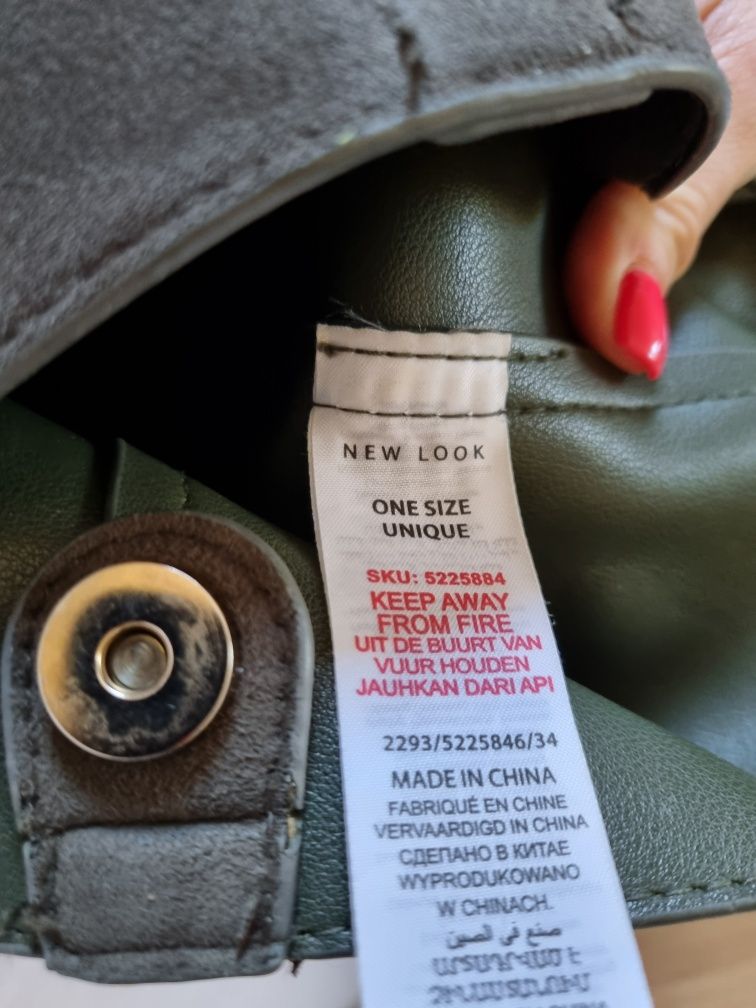 NEW LOOK
ONE SIZE
UNIQUE
SKU: 5225884
KEEP AWAY
FROM FIRE
UIT DE BUURT VAN
VUUR HOUDEN
JAUHKAN DARI API
2293/5225846/34
MADE IN CHINA
FABRIQUÉ EN CHINE
VERVAARDIGD IN CHINA
СДЕПАНО В КИТАЕ
WYPRODUKOWANO
W CHINACH.
صنع في الصين